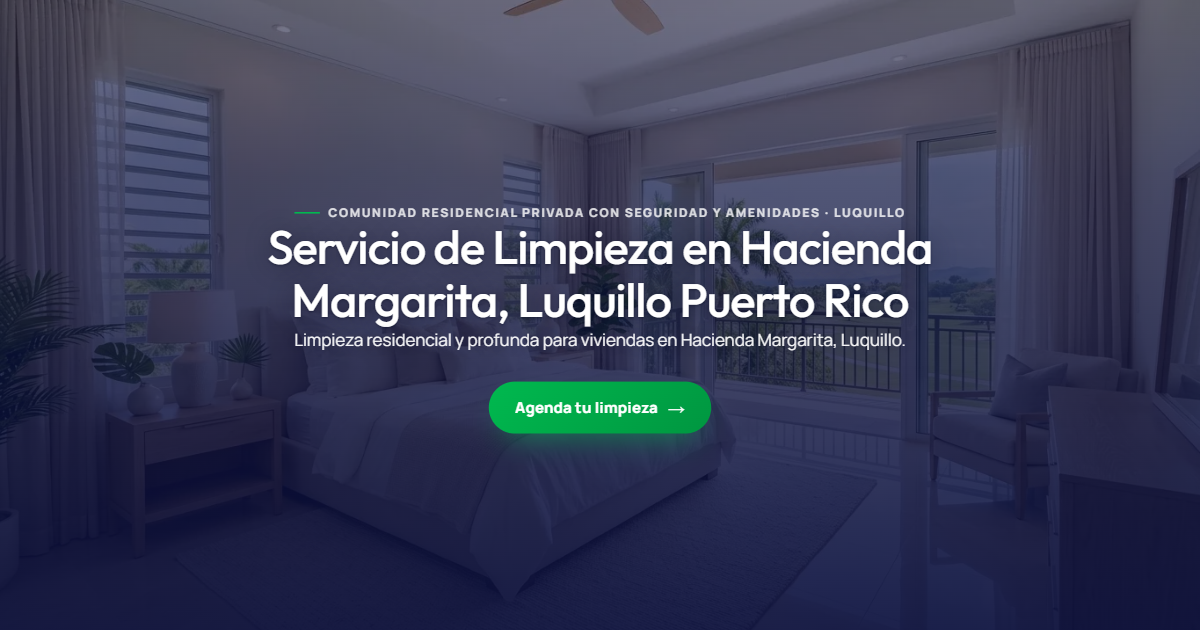 COMUNIDAD RESIDENCIAL PRIVADA CON SEGURIDAD Y AMENIDADES · LUQUILLO
Servicio de Limpieza en Hacienda
Margarita, Luquillo Puerto Rico
Limpieza residencial y profunda para viviendas en Hacienda Margarita, Luquillo.
Agenda tu limpieza →